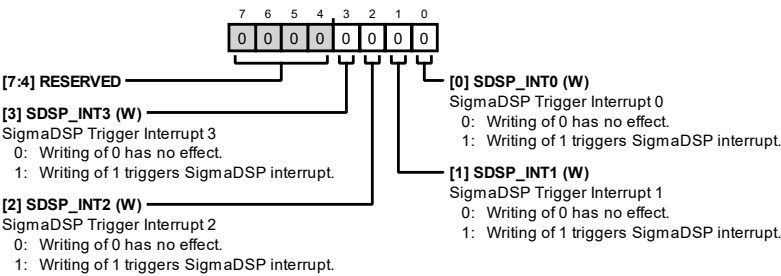 7 6 5 4 3 2 1 0
0 0 0 0 0 0 0 0
[7:4] RESERVED
[3] SDSP_INT3 (W)
SigmaDSP Trigger Interrupt 3
0: Writing of 0 has no effect.
1: Writing of 1 triggers SigmaDSP interrupt.
[2] SDSP_INT2 (W)
SigmaDSP Trigger Interrupt 2
0: Writing of 0 has no effect.
1: Writing of 1 triggers SigmaDSP interrupt.
[0] SDSP_INT0 (W)
SigmaDSP Trigger Interrupt 0
0: Writing of 0 has no effect.
1: Writing of 1 triggers SigmaDSP interrupt.
[1] SDSP_INT1 (W)
SigmaDSP Trigger Interrupt 1
0: Writing of 0 has no effect.
1: Writing of 1 triggers SigmaDSP interrupt.